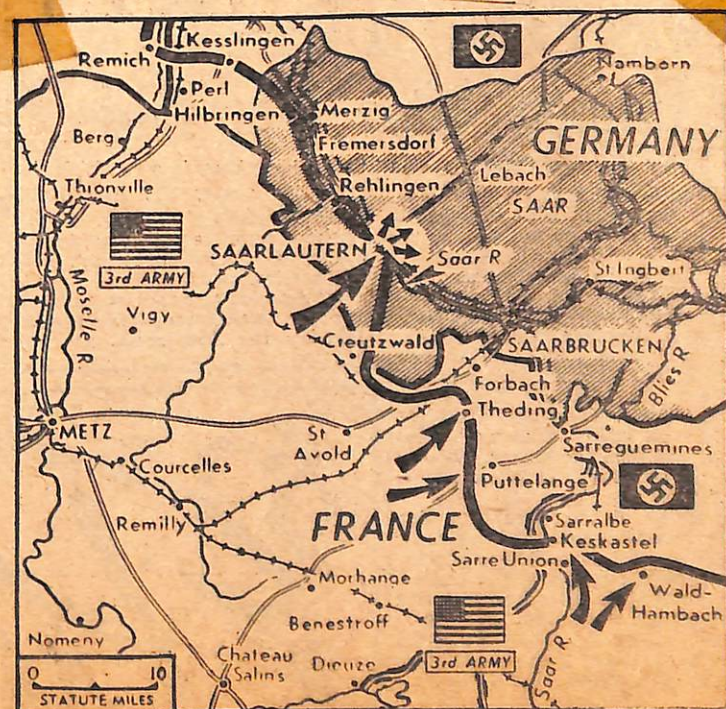 Kesslingen
Remich
Namborn
Perl
Hilbringen
Merzig
Berg
Fremersdorf
GERMANY
Thionville
Rehlingen
Lebach
SAAR
SAARLAUTERN
Saar R
3rd ARMY
St Ingbert
Moselle R.
Vigy
Creutzwald
SAARBRUCKEN
Blies R
Forbach
Theding
METZ
St
Avold
Sarreguemines
Courcelles
Puttelange
Remilly
FRANCE
Sarralbe
Keskastel
Sarre Union
Morhange
Wald-
Hambach
Benestroff
Nomeny
Chateau
Salins
Dieuze
3rd ARMY
Saar R.
0 10
STATUTE MILES